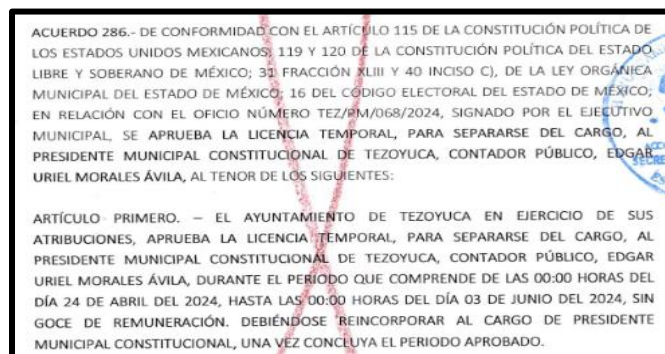 ACUERDO 286.- DE CONFORMIDAD CON EL ARTÍCULO 115 DE LA CONSTITUCIÓN POLÍTICA DE
LOS ESTADOS UNIDOS MEXICANOS; 119 Y 120 DE LA CONSTITUCIÓN POLÍTICA DEL ESTADO
LIBRE Y SOBERANO DE MÉXICO; 31 FRACCIÓN XLIII Y 40 INCISO C), DE LA LEY ORGÁNICA
MUNICIPAL DEL ESTADO DE MÉXICO; 16 DEL CÓDIGO ELECTORAL DEL ESTADO DE MÉXICO;
EN RELACIÓN CON EL OFICIO NÚMERO TEZ/PM/068/2024, SIGNADO POR EL EJECUTIVO
MUNICIPAL, SE APRUEBA LA LICENCIA TEMPORAL, PARA SEPARARSE DEL CARGO, AL
PRESIDENTE MUNICIPAL CONSTITUCIONAL DE TEZOYUCA, CONTADOR PÚBLICO, EDGAR
URIEL MORALES ÁVILA, AL TENOR DE LOS SIGUIENTES:
ARTÍCULO PRIMERO. – EL AYUNTAMIENTO DE TEZOYUCA EN EJERCICIO DE SUS
ATRIBUCIONES, APRUEBA LA LICENCIA TEMPORAL, PARA SEPARARSE DEL CARGO, AL
PRESIDENTE MUNICIPAL CONSTITUCIONAL DE TEZOYUCA, CONTADOR PÚBLICO, EDGAR
URIEL MORALES ÁVILA, DURANTE EL PERIODO QUE COMPRENDE DE LAS 00:00 HORAS DEL
DÍA 24 DE ABRIL DEL 2024, HASTA LAS 00:00 HORAS DEL DÍA 03 DE JUNIO DEL 2024, SIN
GOCE DE REMUNERACIÓN. DEBIÉNDOSE REINCORPORAR AL CARGO DE PRESIDENTE
MUNICIPAL CONSTITUCIONAL, UNA VEZ CONCLUYA EL PERIODO APROBADO.